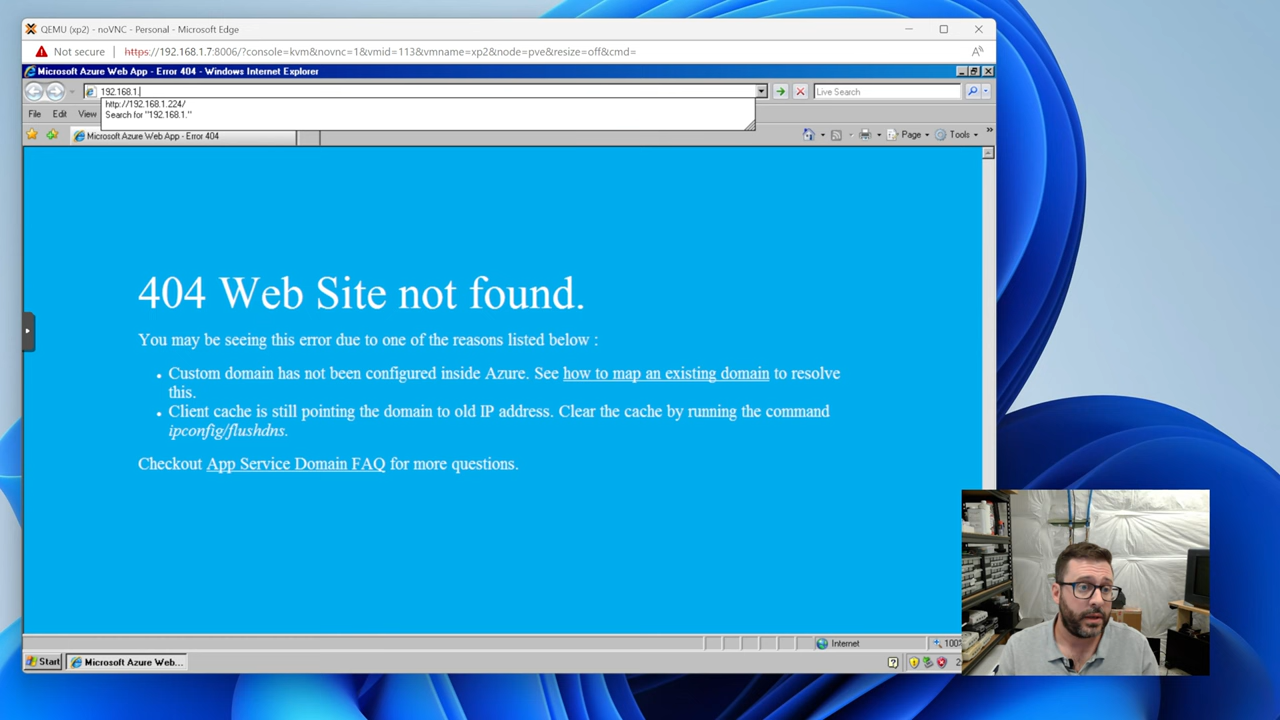 QEMU (xp2) - noVNC - Personal - Microsoft Edge
Not secure | https://192.168.1.7:8006/?console=kvm&novnc=1&vmid=113&vmname=xp2&node=pve&resize=off&cmd=
Microsoft Azure Web App - Error 404 - Windows Internet Explorer
192.168.1. Live Search
http://192.168.1.224/
File Edit View Search for "192.168.1."
Microsoft Azure Web App - Error 404 Page Tools »
404 Web Site not found.
You may be seeing this error due to one of the reasons listed below :
• Custom domain has not been configured inside Azure. See how to map an existing domain to resolve
this.
• Client cache is still pointing the domain to old IP address. Clear the cache by running the command
ipconfig/flushdns.
Checkout App Service Domain FAQ for more questions.
Internet 100%
Start Microsoft Azure Web... 2